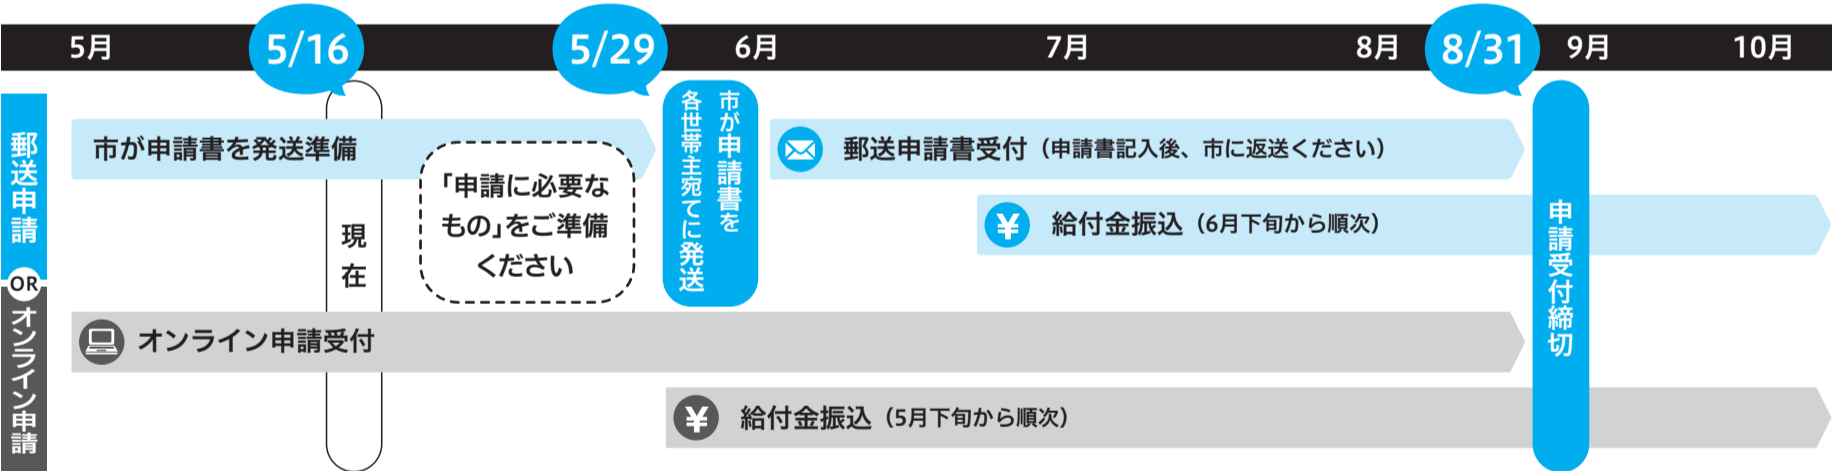 5月
5/16
5/29
6月
7月
8月
8/31
9月
10月
郵送申請
OR
オンライン申請
市が申請書を発送準備
現在
「申請に必要な
もの」をご準備
ください
市が申請書を
各世帯主宛てに発送
郵送申請書受付（申請書記入後、市に返送ください）
¥ 給付金振込（6月下旬から順次）
オンライン申請受付
¥ 給付金振込（5月下旬から順次）
申請受付締切